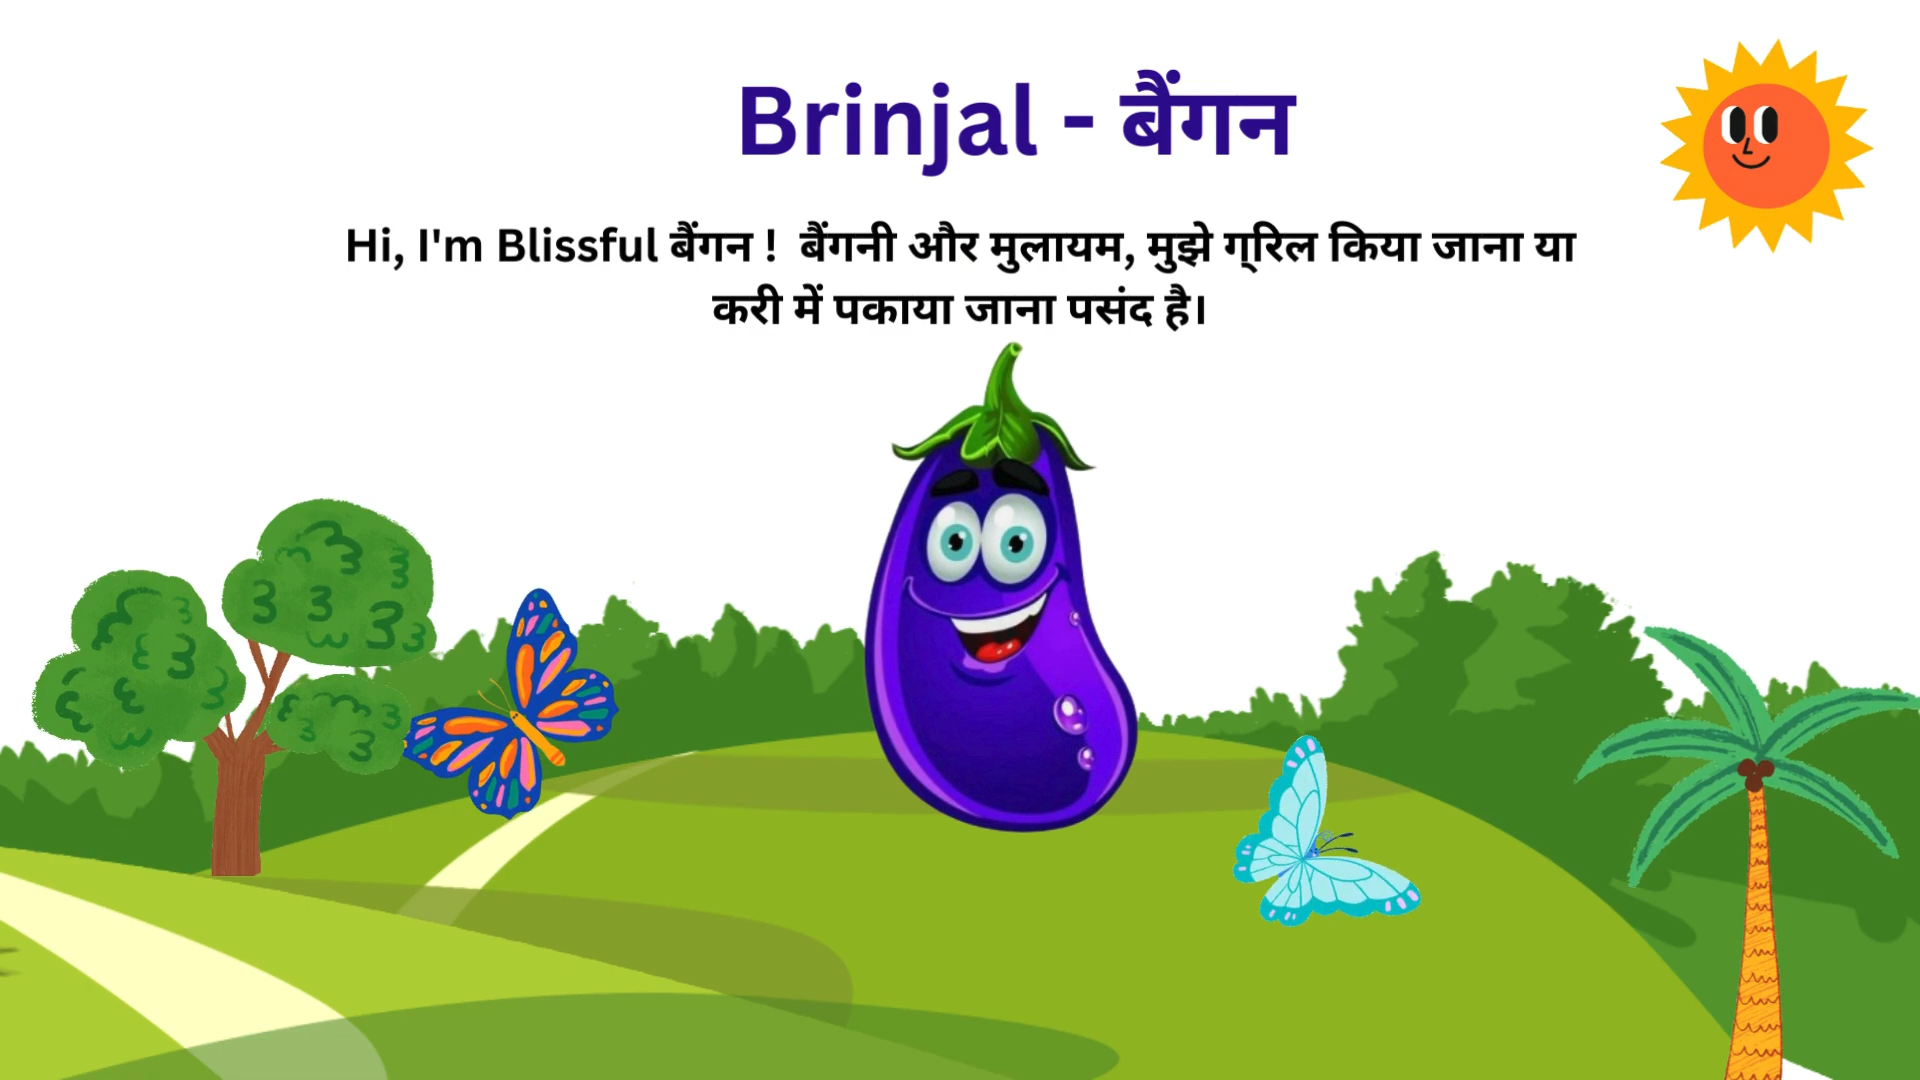 Brinjal - बैंगन
Hi, I'm Blissful बैंगन ! बैंगनी और मुलायम, मुझे ग्रिल किया जाना या
करी में पकाया जाना पसंद है।